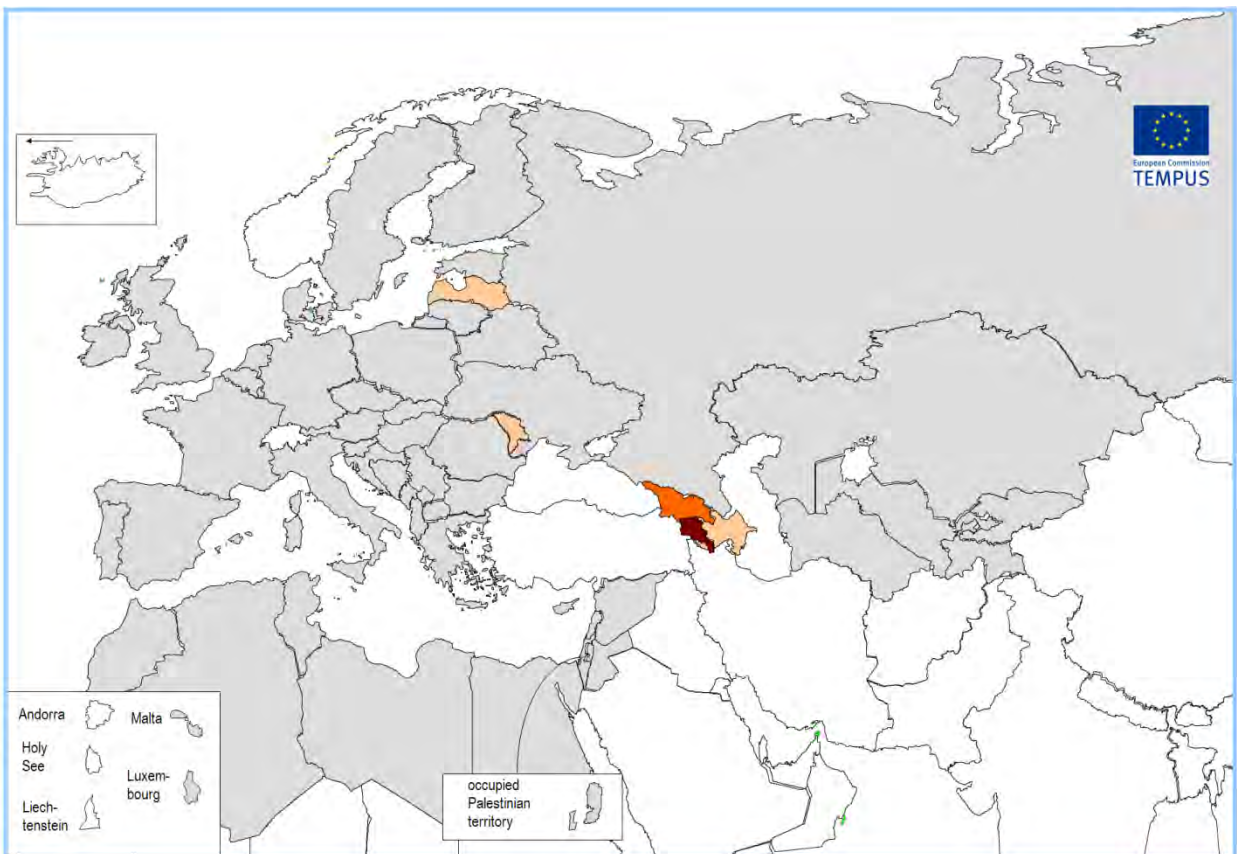 European Commission
TEMPUS
Andorra
Malta
Holy
See
Luxem-
bourg
Liech-
tenstein
occupied
Palestinian
territory